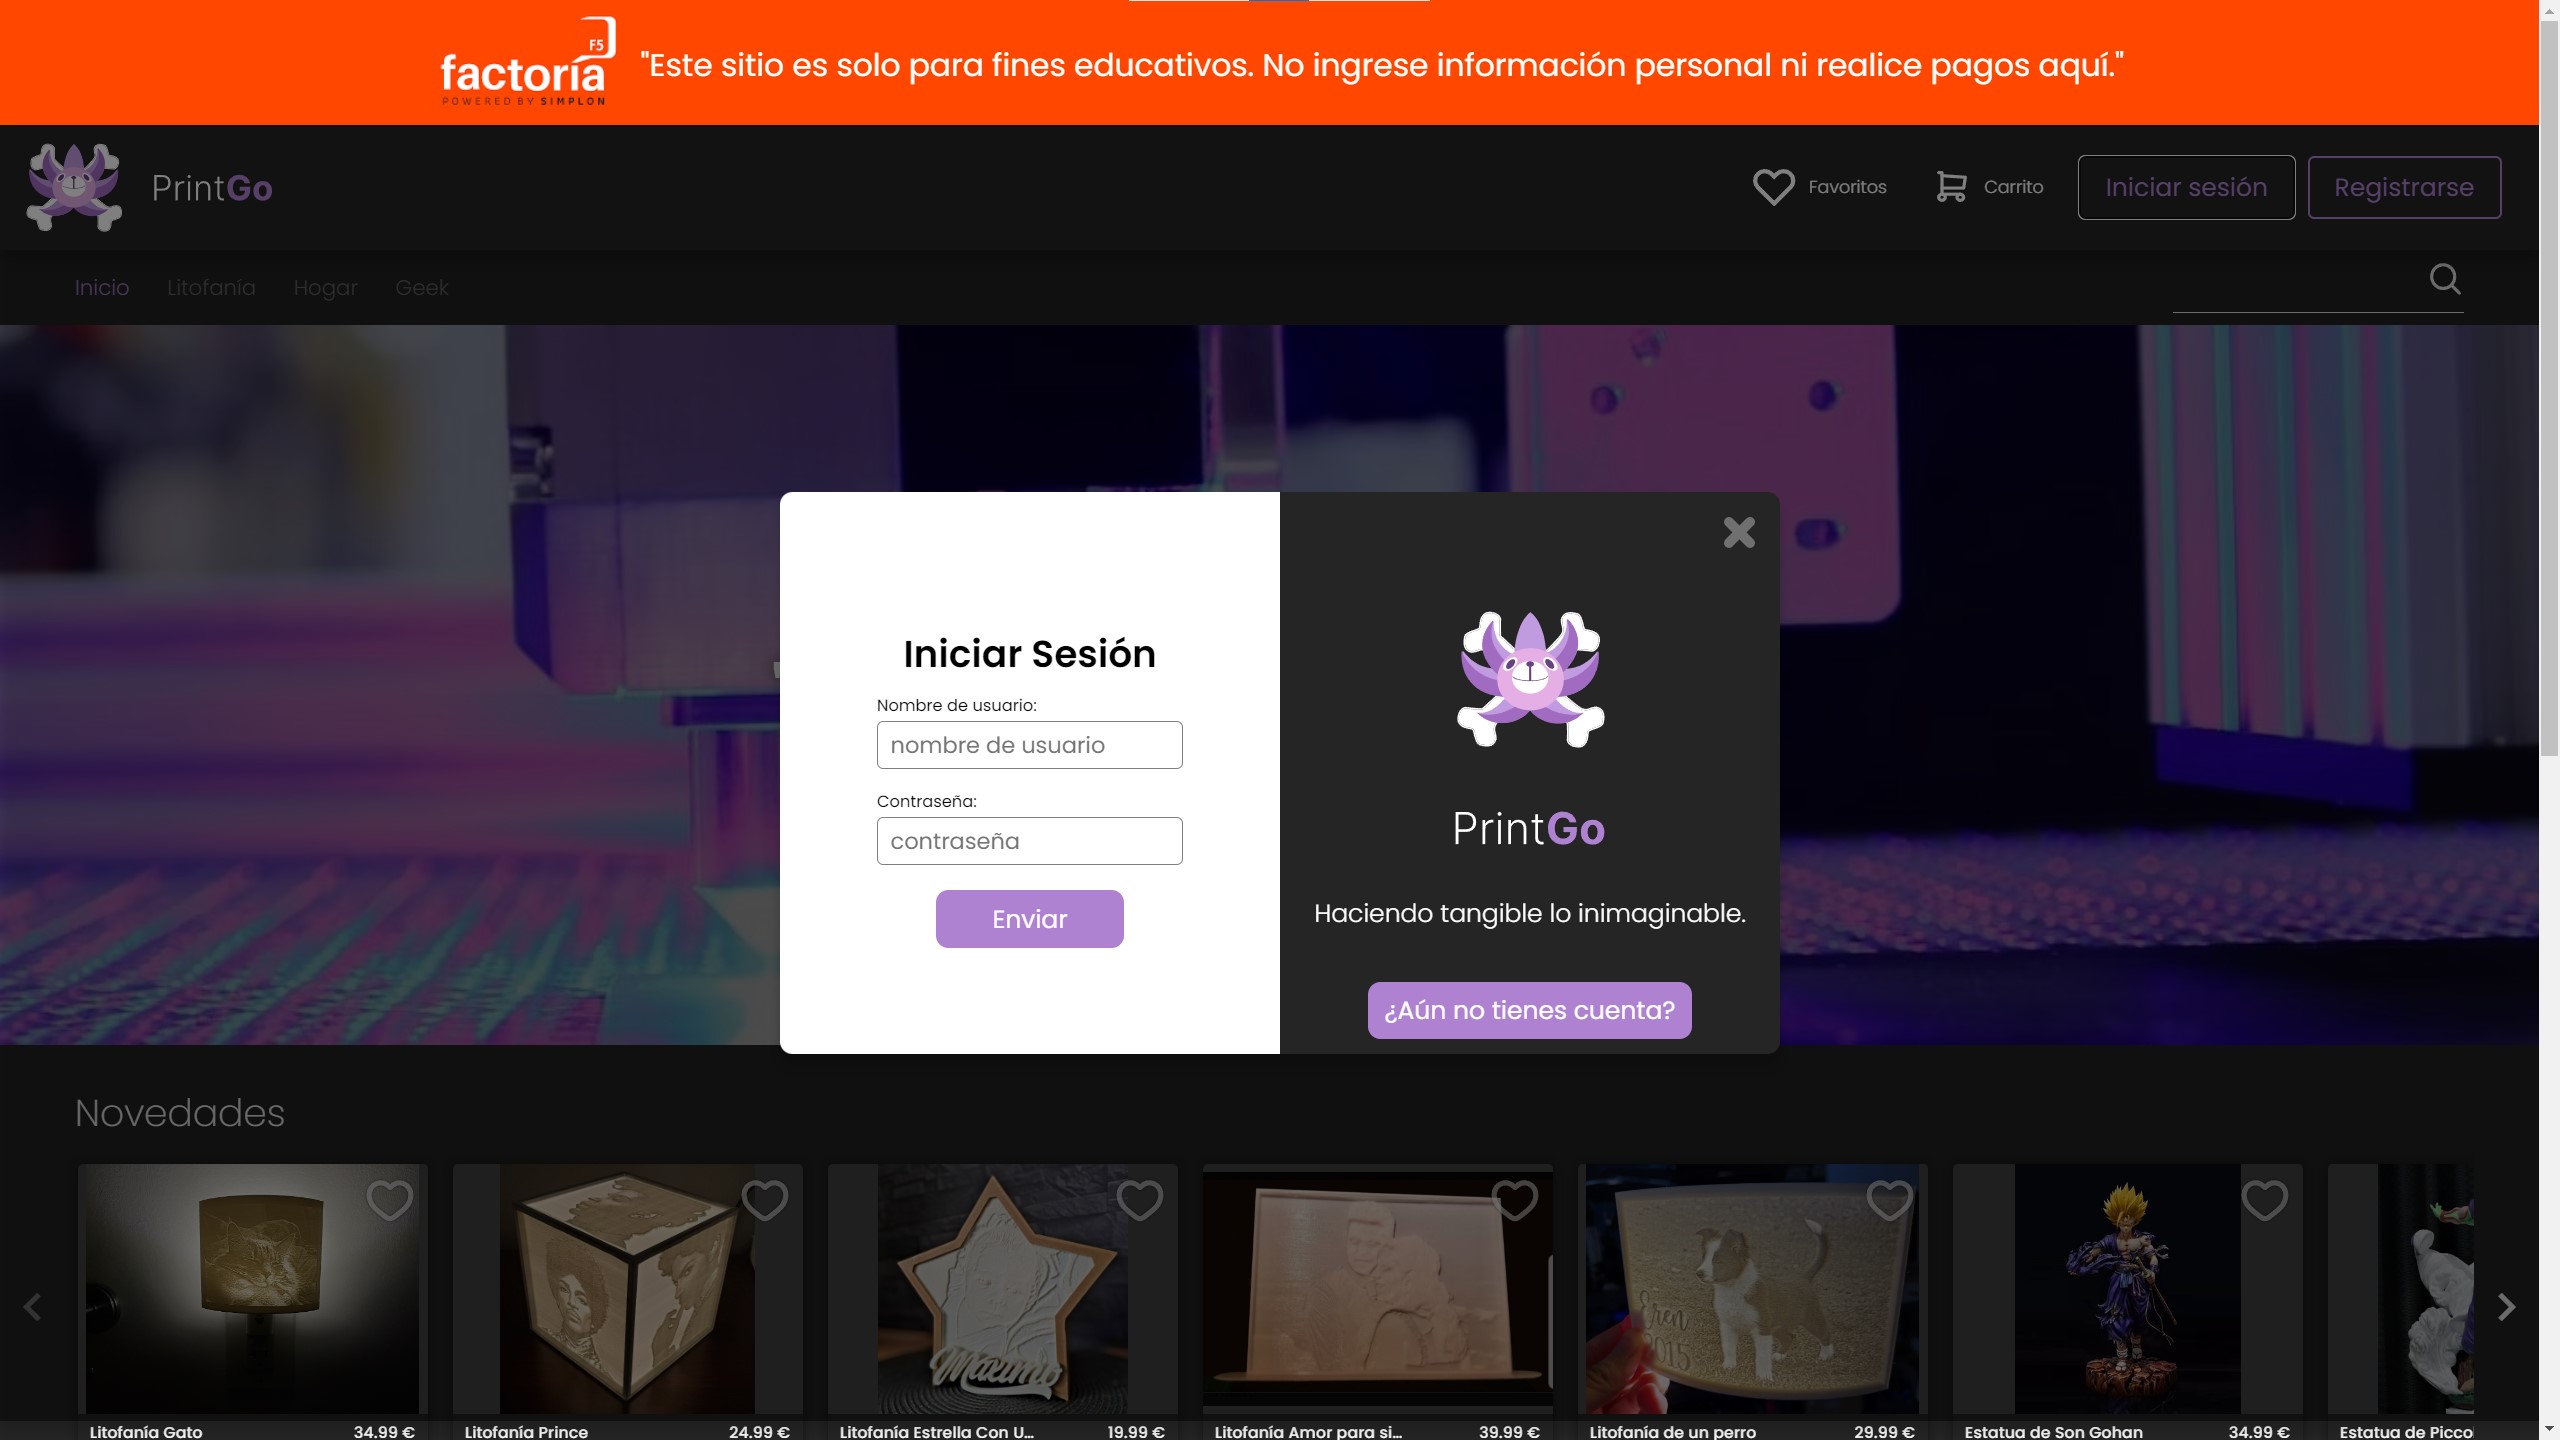 F5
factoría
POWERED BY SIMPLON
"Este sitio es solo para fines educativos. No ingrese información personal ni realice pagos aquí."
PrintGo
Favoritos
Carrito
Iniciar sesión
Registrarse
Inicio
Litofanía
Hogar
Geek
Iniciar Sesión
Nombre de usuario:
nombre de usuario
Contraseña:
contraseña
Enviar
PrintGo
Haciendo tangible lo inimaginable.
¿Aún no tienes cuenta?
Novedades
Maximo
Eren
2015
Litofanía Gato 34.99 €
Litofanía Prince 24.99 €
Litofanía Estrella Con U... 19.99 €
Litofanía Amor para si... 39.99 €
Litofanía de un perro 29.99 €
Estatua de Son Gohan 34.99 €
Estatua de Picco